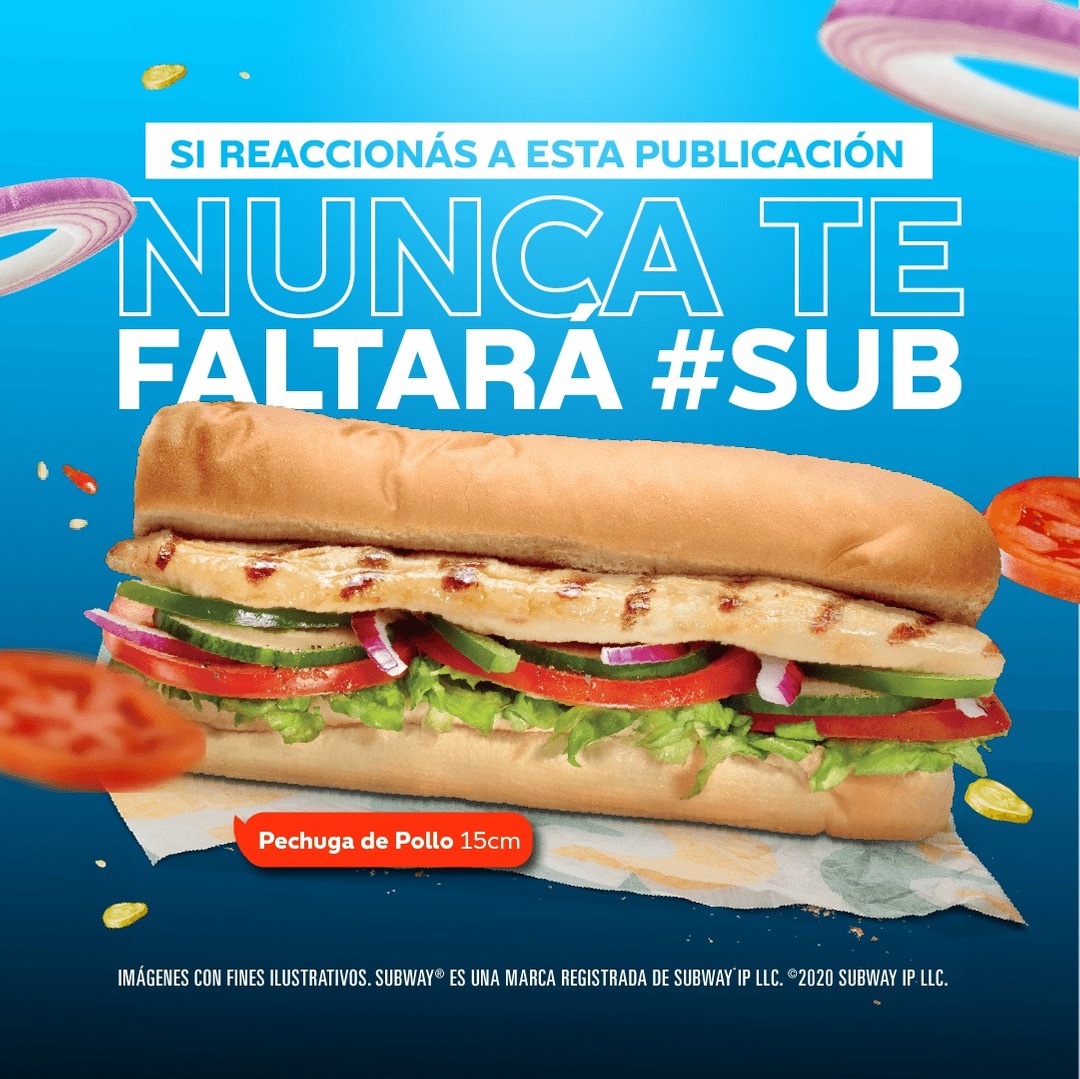 SI REACCIONÁS A ESTA PUBLICACIÓN
NUNCA TE
FALTARÁ #SUB
Pechuga de Pollo 15cm
IMÁGENES CON FINES ILUSTRATIVOS. SUBWAY® ES UNA MARCA REGISTRADA DE SUBWAY IP LLC. ©2020 SUBWAY IP LLC.